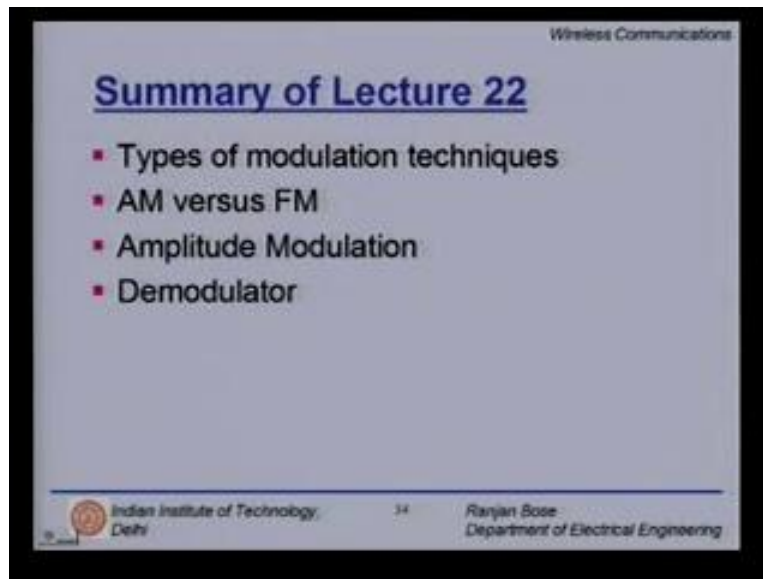 Wireless Communications
Summary of Lecture 22
Types of modulation techniques
AM versus FM
Amplitude Modulation
Demodulator
Indian Institute of Technology, Delhi
34
Ranjan Bose
Department of Electrical Engineering